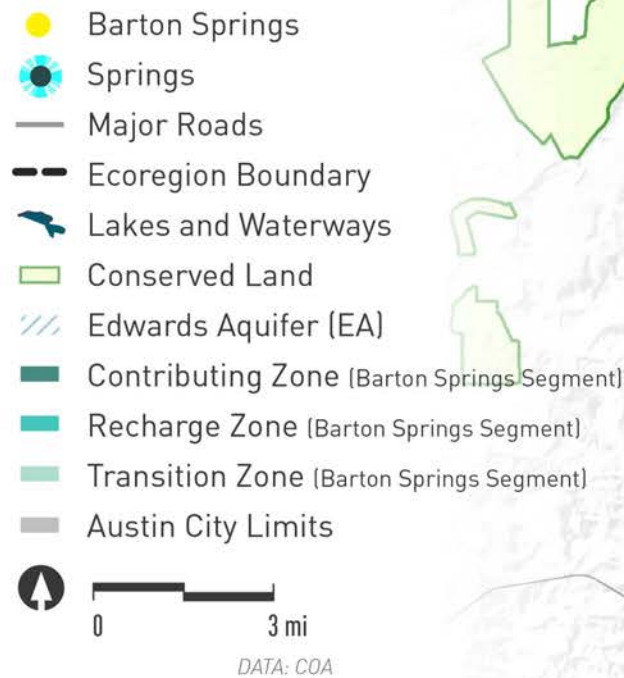 Barton Springs
Springs
Major Roads
Ecoregion Boundary
Lakes and Waterways
Conserved Land
Edwards Aquifer (EA)
Contributing Zone (Barton Springs Segment)
Recharge Zone (Barton Springs Segment)
Transition Zone (Barton Springs Segment)
Austin City Limits
0 3 mi
DATA: COA